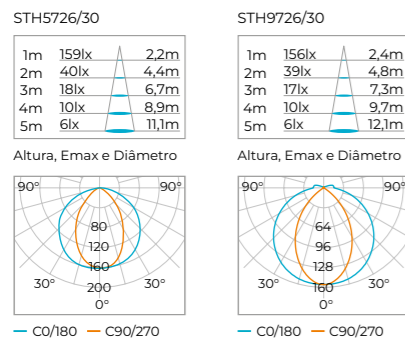 STH5726/30
1m 159lx 2,2m
2m 40lx 4,4m
3m 18lx 6,7m
4m 10lx 8,9m
5m 6lx 11,1m
Altura, Emax e Diâmetro
90° 90°
80
120
160
30° 200 30°
0°
C0/180 C90/270
STH9726/30
1m 156lx 2,4m
2m 39lx 4,8m
3m 17lx 7,3m
4m 10lx 9,7m
5m 6lx 12,1m
Altura, Emax e Diâmetro
90° 90°
64
96
128
30° 160 30°
0°
C0/180 C90/270